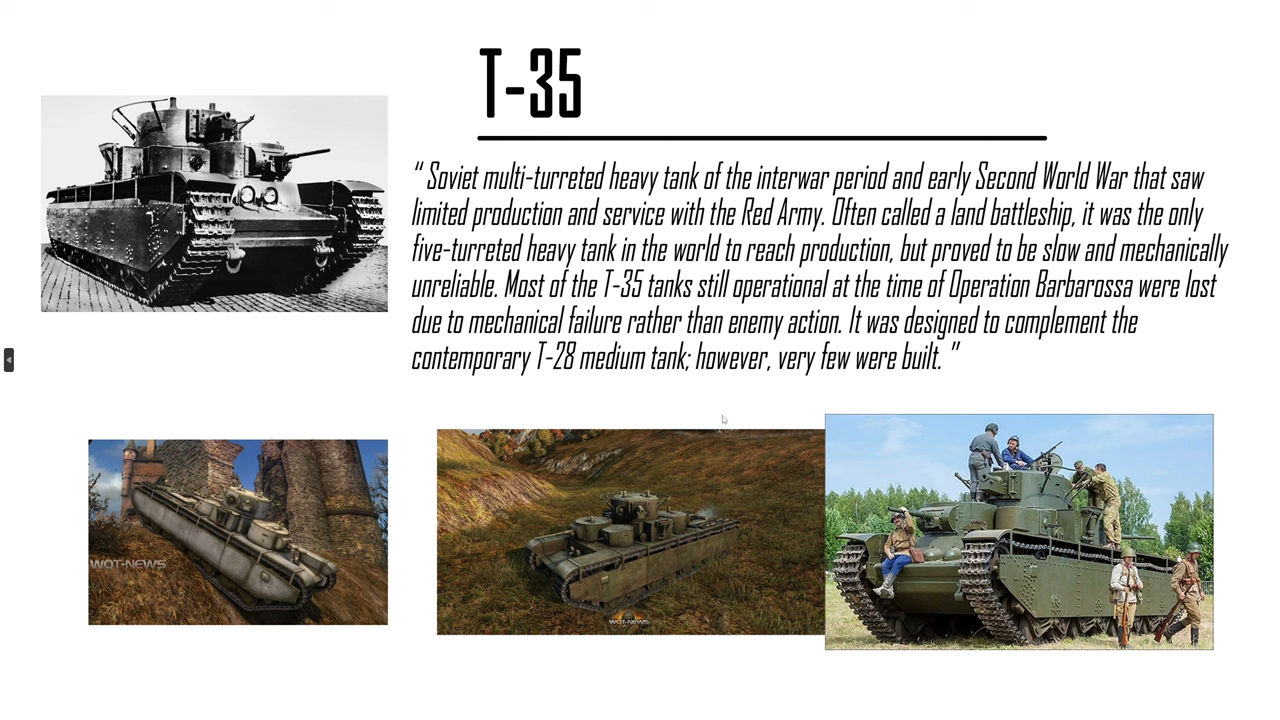 T-35
“ Soviet multi-turreted heavy tank of the interwar period and early Second World War that saw
limited production and service with the Red Army. Often called a land battleship, it was the only
five-turreted heavy tank in the world to reach production, but proved to be slow and mechanically
unreliable. Most of the T-35 tanks still operational at the time of Operation Barbarossa were lost
due to mechanical failure rather than enemy action. It was designed to complement the
contemporary T-28 medium tank; however, very few were built. ”
WOT-NEWS
WOT-NEWS